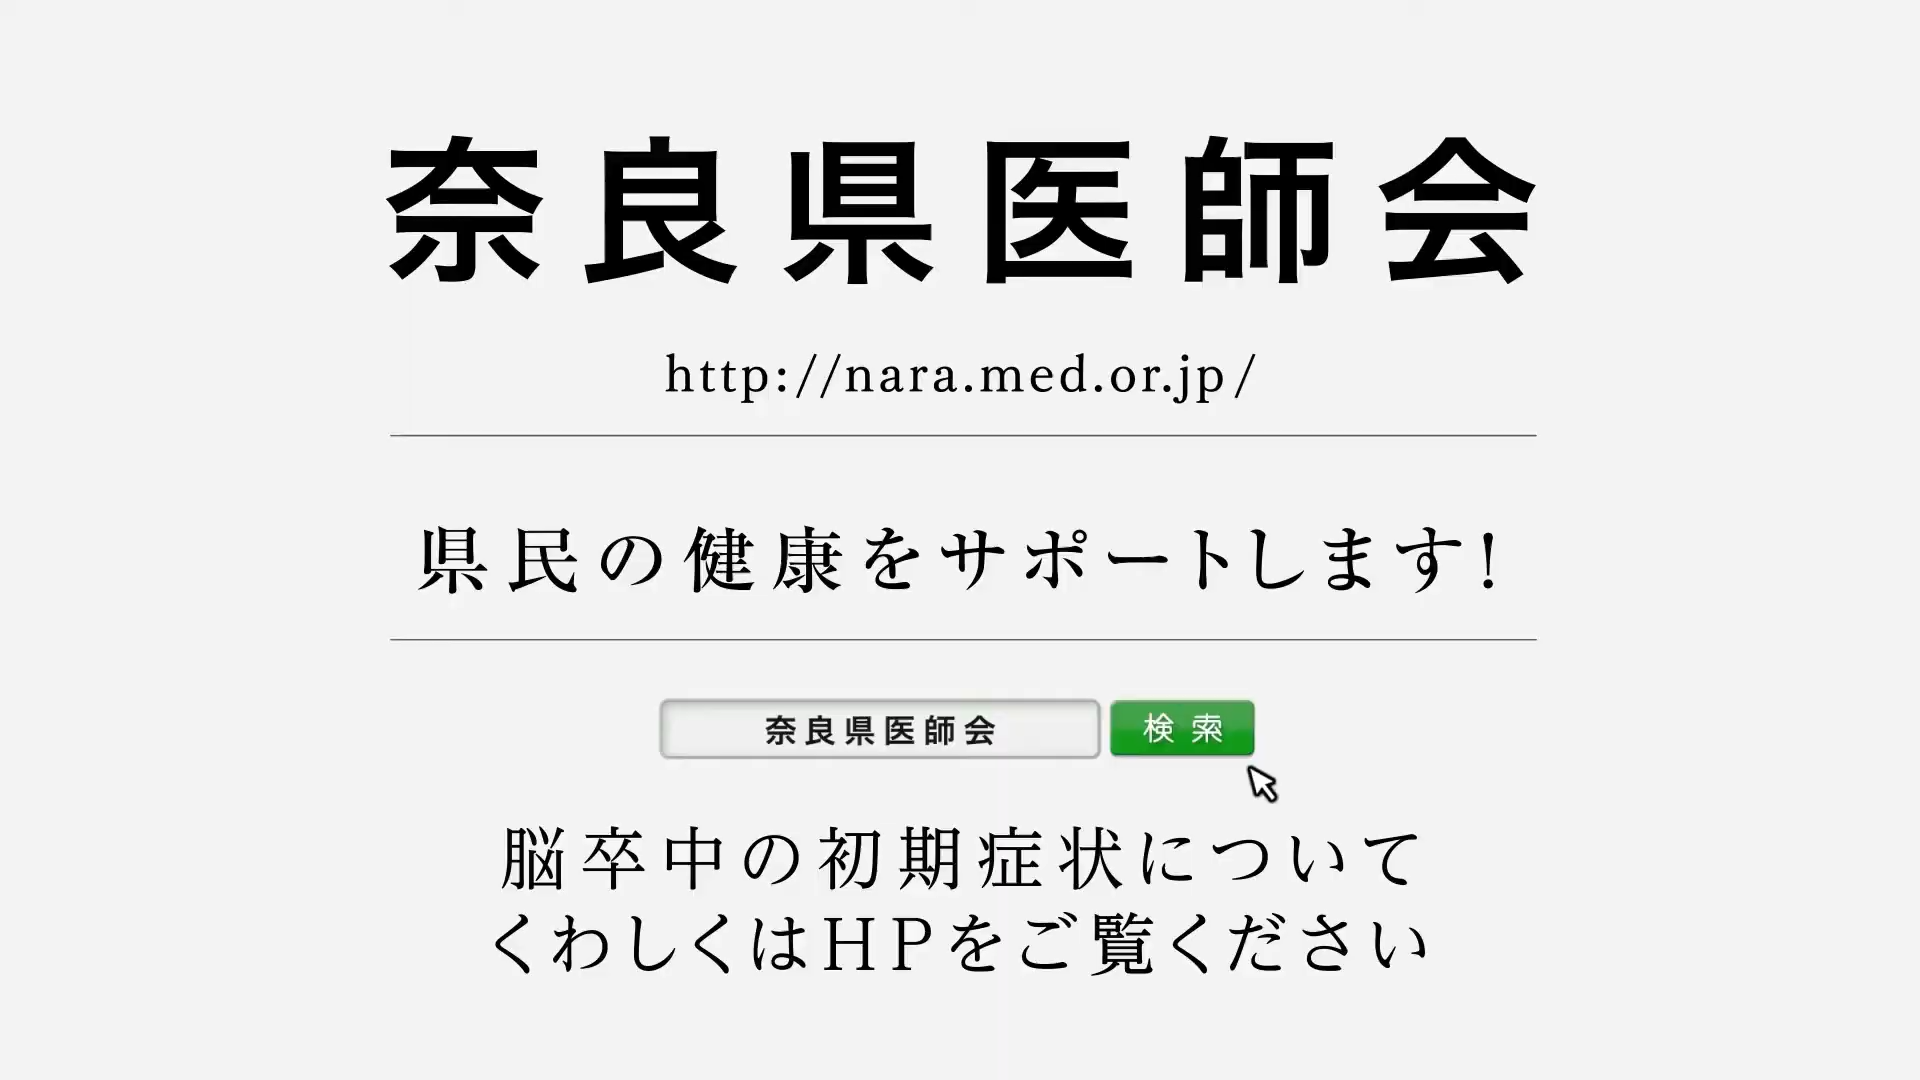 奈良県医師会
http://nara.med.or.jp/
県民の健康をサポートします!
奈良県医師会 検索
脳卒中の初期症状について
くわしくはHPをご覧ください